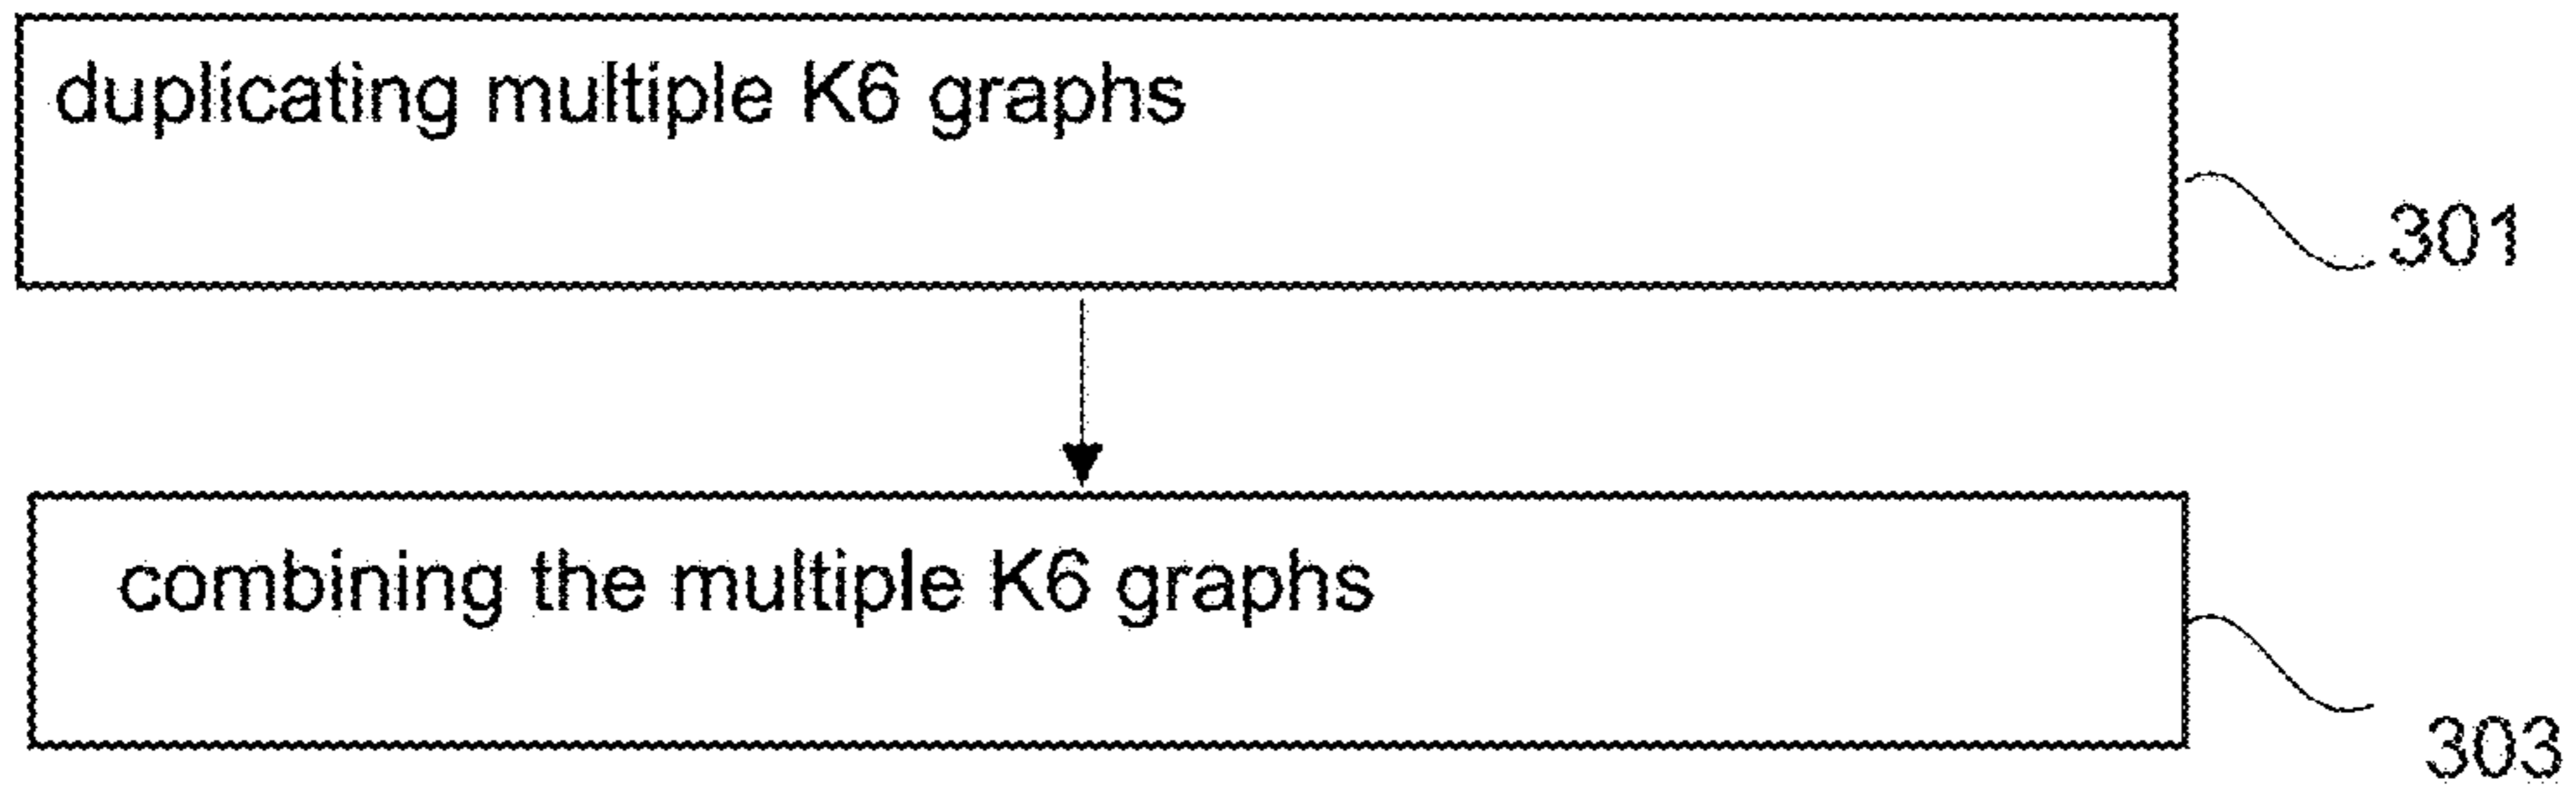 duplicating multiple K6 graphs
301
combining the multiple K6 graphs
303